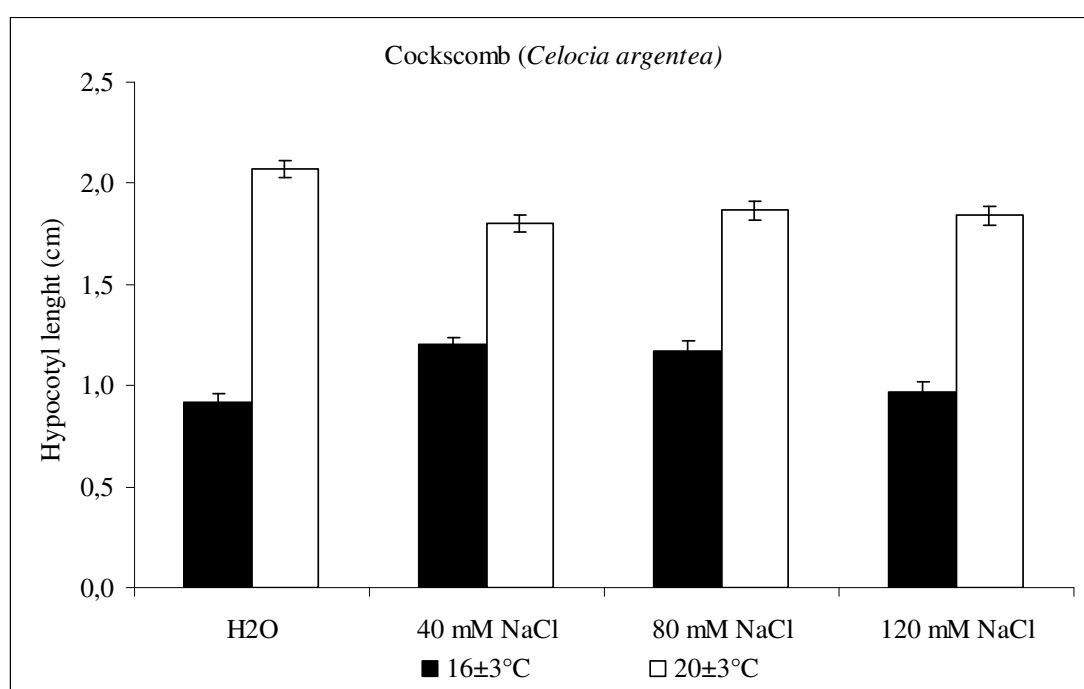 Cockscomb (Celocia argentea)
2,5
2,0
1,5
1,0
0,5
0,0
Hypocotyl lenght (cm)
H2O 40 mM NaCl 80 mM NaCl 120 mM NaCl
16±3°C 20±3°C